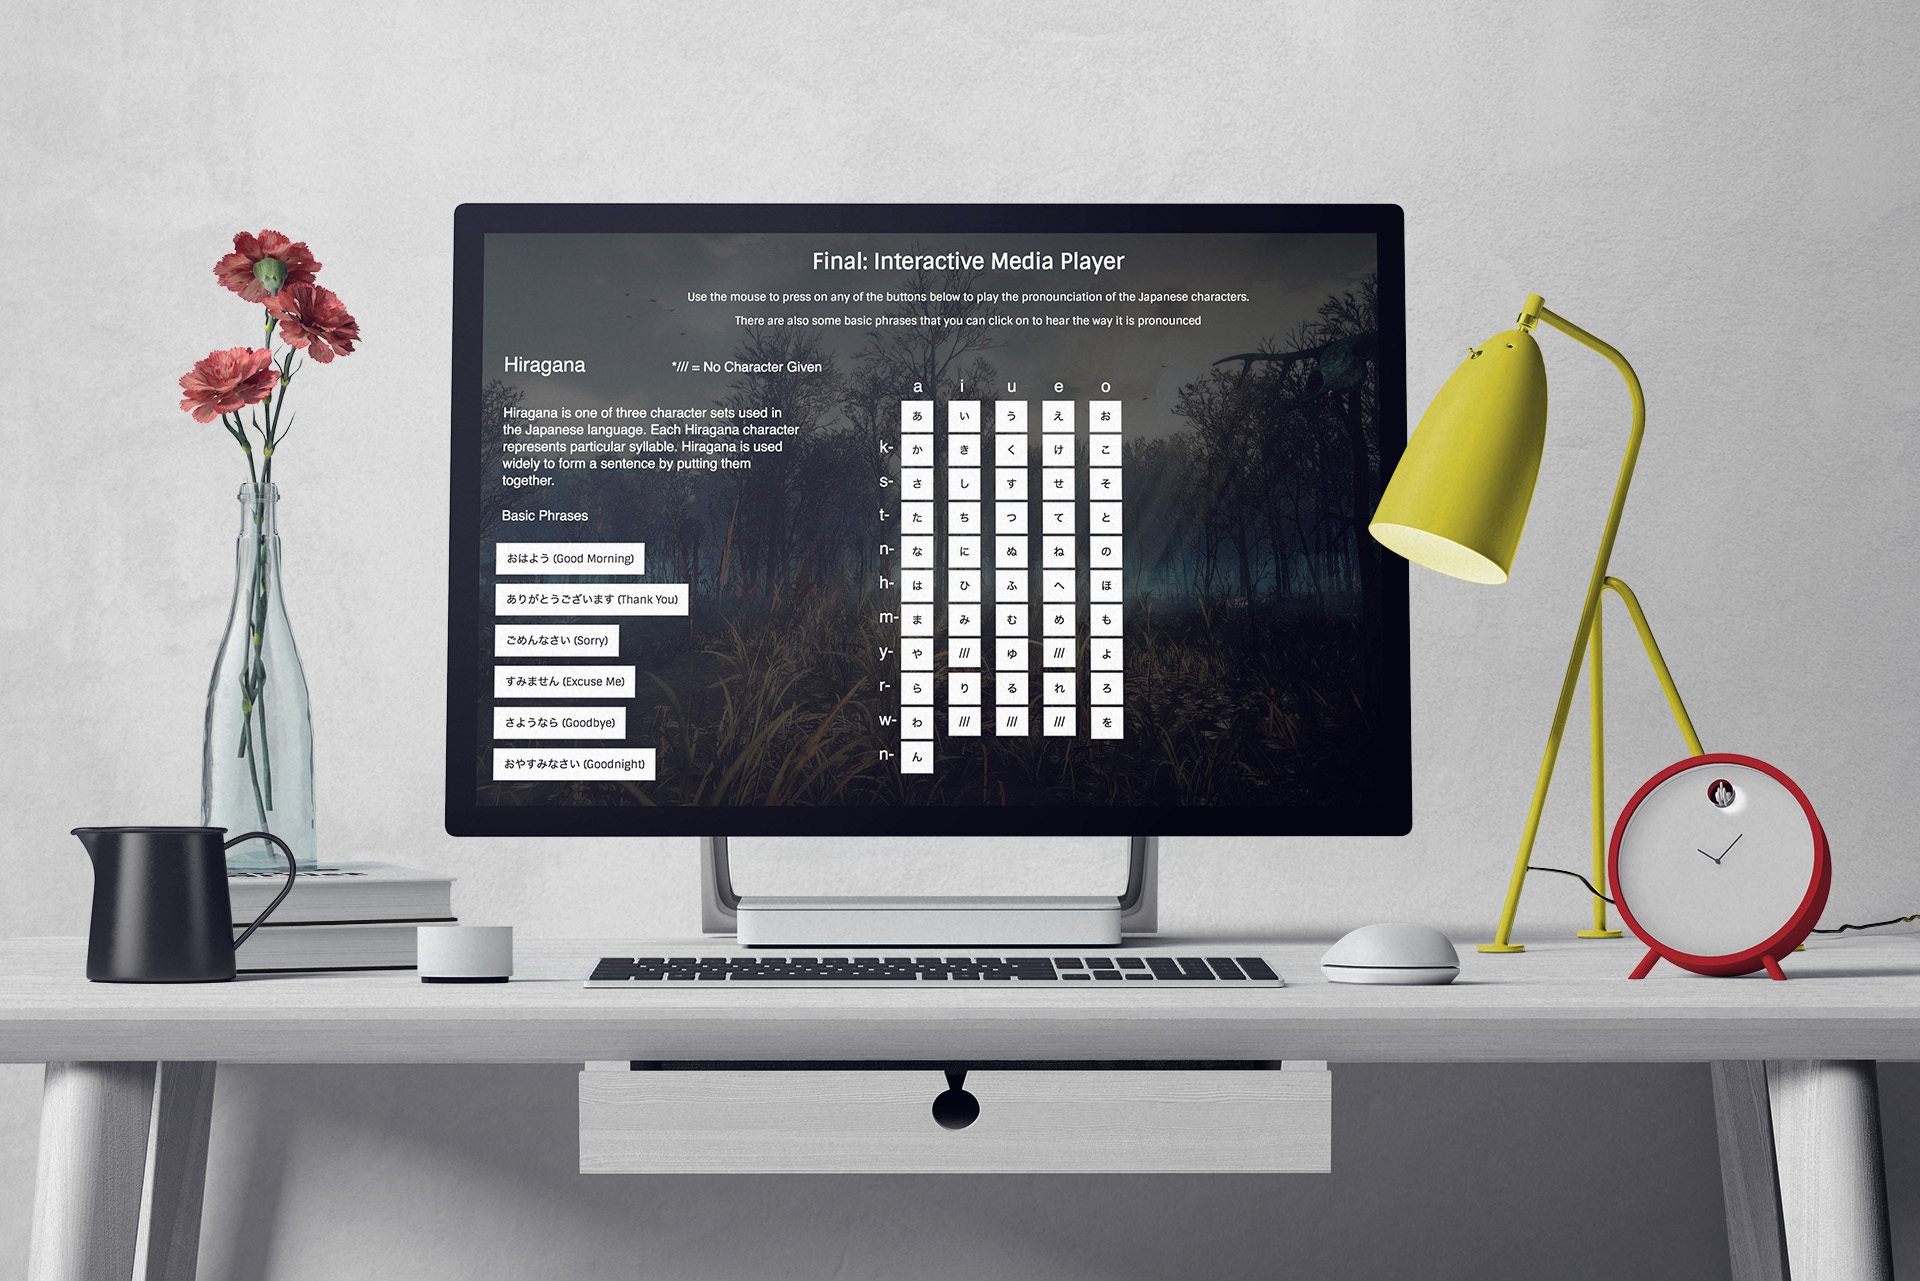 Final: Interactive Media Player
Use the mouse to press on any of the buttons below to play the pronounciation of the Japanese characters.
There are also some basic phrases that you can click on to hear the way it is pronounced
Hiragana
*/// = No Character Given
Hiragana is one of three character sets used in
the Japanese language. Each Hiragana character
represents particular syllable. Hiragana is used
widely to form a sentence by putting them
together.
Basic Phrases
おはよう (Good Morning)
ありがとうございます (Thank You)
ごめんなさい (Sorry)
すみません (Excuse Me)
さようなら (Goodbye)
おやすみなさい (Goodnight)
a i u e o
あ い う え お
k- か き く け こ
s- さ し す せ そ
t- た ち つ て と
n- な に ぬ ね の
h- は ひ ふ へ ほ
m- ま み む め も
y- や /// ゆ /// よ
r- ら り る れ ろ
w- わ /// /// /// を
n- ん